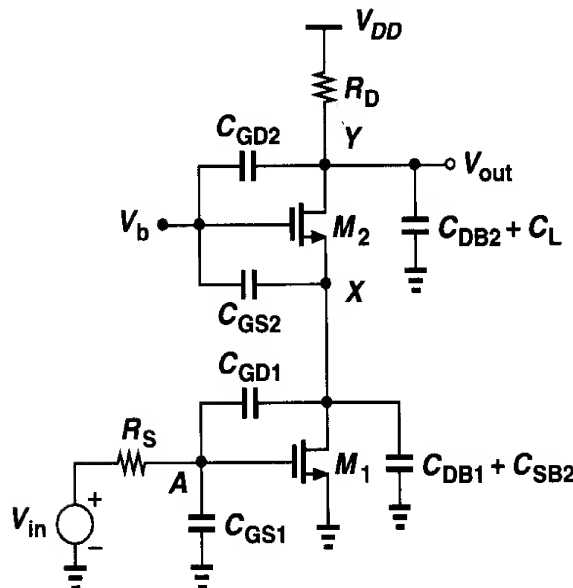 V_DD
R_D
C_GD2
Y
V_out
V_b
M_2
C_DB2 + C_L
X
C_GS2
C_GD1
R_S
A
M_1
C_DB1 + C_SB2
V_in
+
−
C_GS1